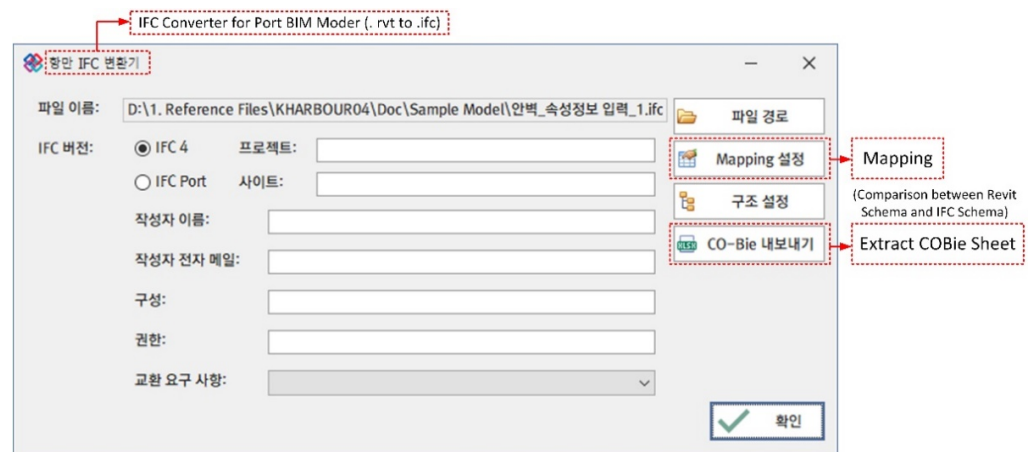 IFC Converter for Port BIM Moder (. rvt to .ifc)
항만 IFC 변환기
파일 이름:
D:\1. Reference Files\KHARBOUR04\Doc\Sample Model\안벽_속성정보 입력_1.ifc
파일 경로
IFC 버전:
IFC 4
프로젝트:
Mapping 설정
Mapping
IFC Port
사이트:
구조 설정
(Comparison between Revit
Schema and IFC Schema)
작성자 이름:
CO-Bie 내보내기
Extract COBie Sheet
작성자 전자 메일:
구성:
권한:
교환 요구 사항:
확인